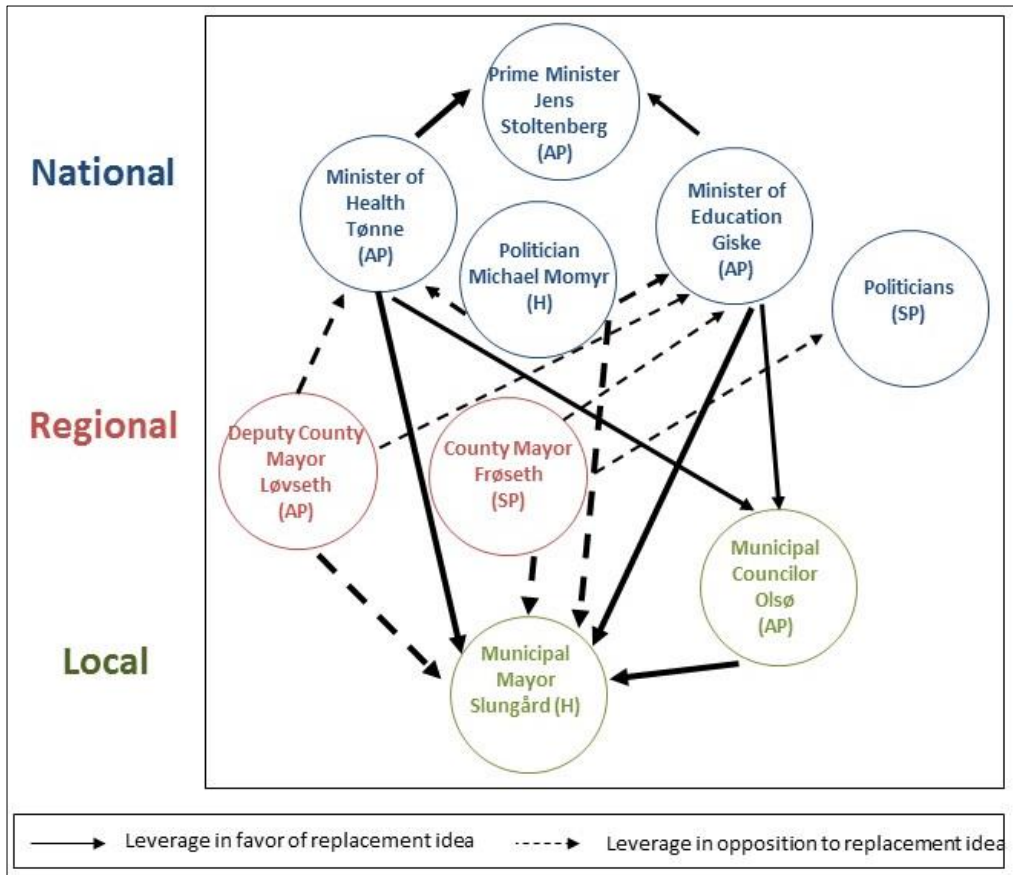 Prime Minister
Jens
Stoltenberg
(AP)
National
Minister of
Health
Tønne
(AP)
Minister of
Education
Giske
(AP)
Politician
Michael Momyr
(H)
Politicians
(SP)
Regional
Deputy County
Mayor
Løvseth
(AP)
County Mayor
Frøseth
(SP)
Municipal
Councilor
Olsø
(AP)
Local
Municipal
Mayor
Slungård (H)
Leverage in favor of replacement idea
Leverage in opposition to replacement idea